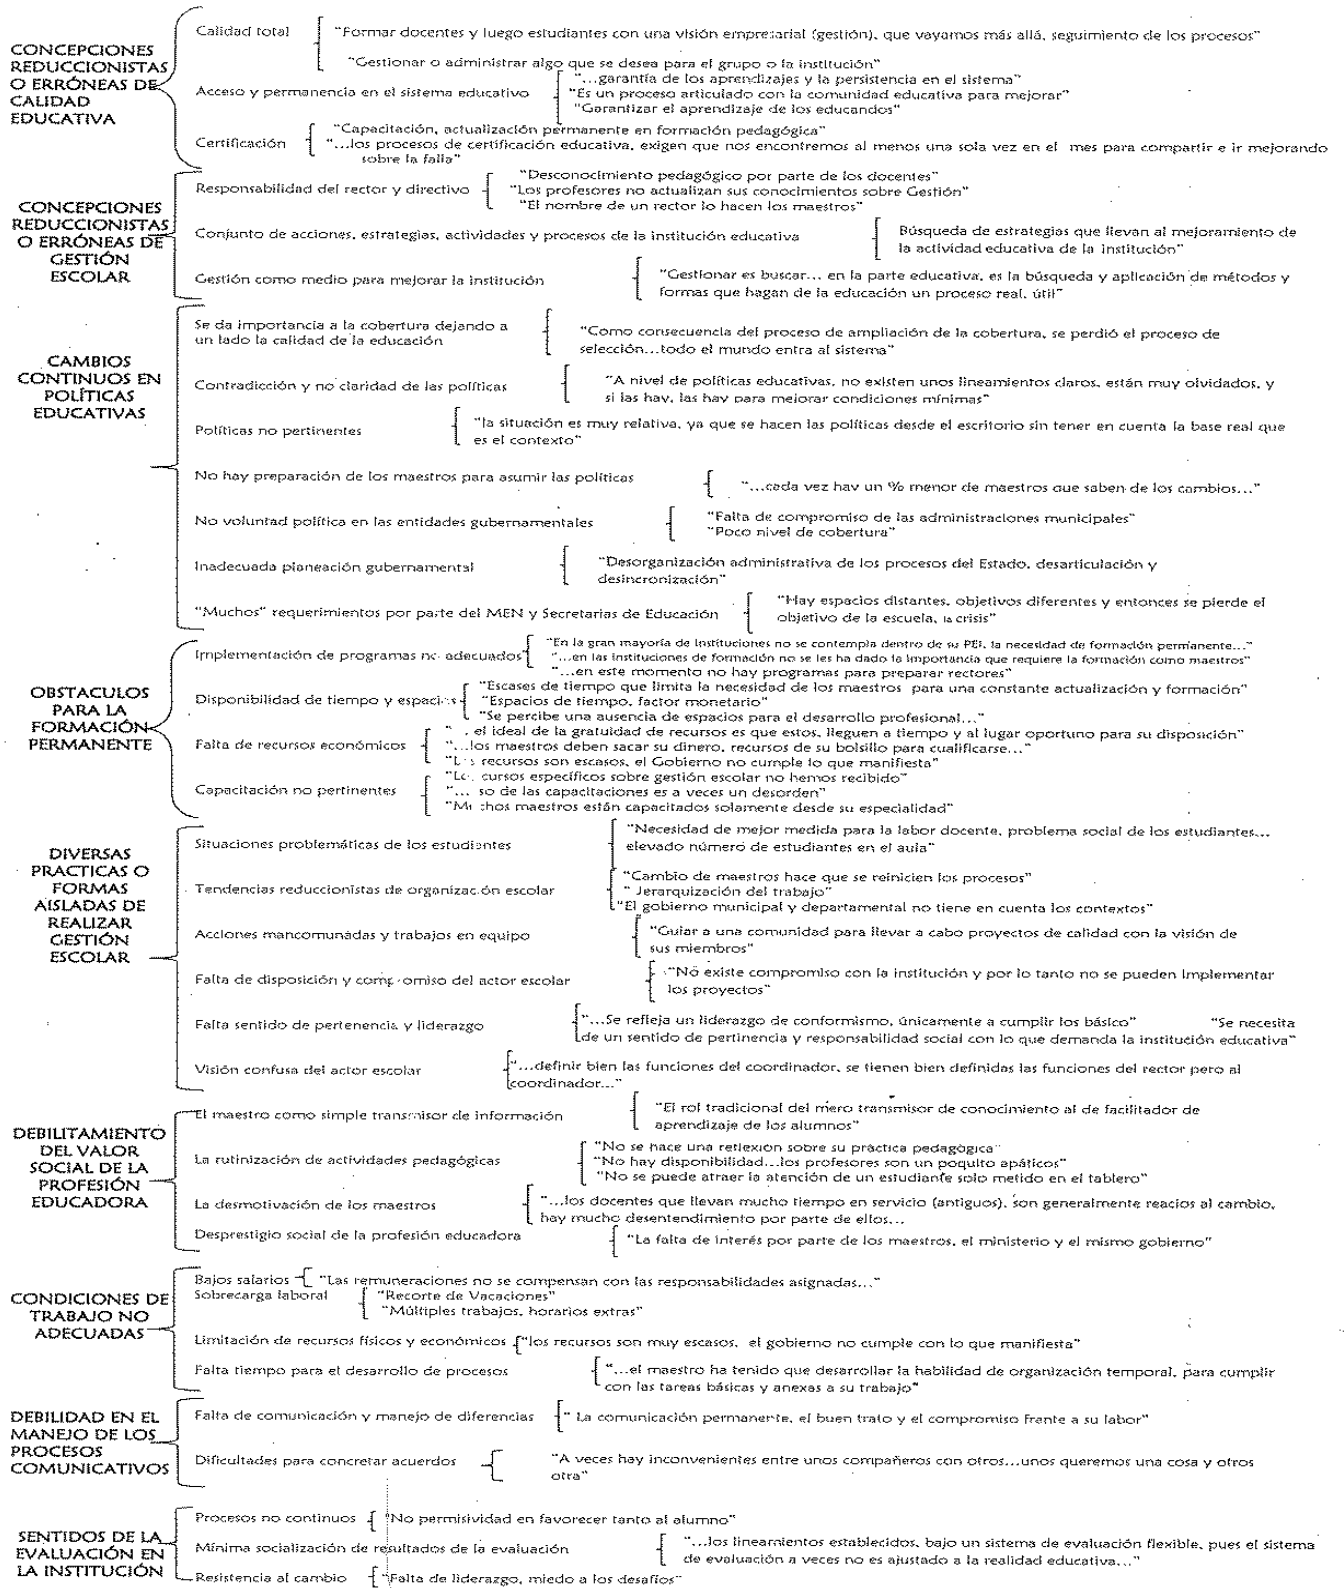 CONCEPCIONES
REDUCCIONISTAS
O ERRÓNEAS DE
CALIDAD
EDUCATIVA
Calidad total
"Formar docentes y luego estudiantes con una visión empresarial (gestión), que vayamos más allá, seguimiento de los procesos"
"Gestionar o administrar algo que se desea para el grupo o la institución"
Acceso y permanencia en el sistema educativo
"...garantía de los aprendizajes y la persistencia en el sistema"
"Es un proceso articulado con la comunidad educativa para mejorar"
"Garantizar el aprendizaje de los educandos"
Certificación
"Capacitación, actualización permanente en formación pedagógica"
"...los procesos de certificación educativa, exigen que nos encontremos al menos una sola vez en el mes para compartir e ir mejorando
sobre la falla"
CONCEPCIONES
REDUCCIONISTAS
O ERRÓNEAS DE
GESTIÓN
ESCOLAR
Responsabilidad del rector y directivo
"Desconocimiento pedagógico por parte de los docentes"
"Los profesores no actualizan sus conocimientos sobre Gestión"
"El nombre de un rector lo hacen los maestros"
Conjunto de acciones, estrategias, actividades y procesos de la institución educativa
Búsqueda de estrategias que llevan al mejoramiento de
la actividad educativa de la institución"
Gestión como medio para mejorar la institución
"Gestionar es buscar... en la parte educativa, es la búsqueda y aplicación de métodos y
formas que hagan de la educación un proceso real, útil"
CAMBIOS
CONTINUOS EN
POLÍTICAS
EDUCATIVAS
Se da importancia a la cobertura dejando a
un lado la calidad de la educación
"Como consecuencia del proceso de ampliación de la cobertura, se perdió el proceso de
selección...todo el mundo entra al sistema"
Contradicción y no claridad de las políticas
"A nivel de políticas educativas, no existen unos lineamientos claros, están muy olvidados, y
si las hay, las hay para mejorar condiciones mínimas"
Políticas no pertinentes
"la situación es muy relativa, ya que se hacen las políticas desde el escritorio sin tener en cuenta la base real que
es el contexto"
No hay preparación de los maestros para asumir las políticas
"...cada vez hay un % menor de maestros que saben de los cambios..."
No voluntad política en las entidades gubernamentales
"Falta de compromiso de las administraciones municipales"
"Poco nivel de cobertura"
Inadecuada planeación gubernamental
"Desorganización administrativa de los procesos del Estado, desarticulación y
desincronización"
"Muchos" requerimientos por parte del MEN y Secretarias de Educación
"Hay espacios distantes, objetivos diferentes y entonces se pierde el
objetivo de la escuela, la crisis"
OBSTACULOS
PARA LA
FORMACIÓN
PERMANENTE
Implementación de programas no adecuados
"En la gran mayoría de Instituciones no se contempla dentro de su PEI, la necesidad de formación permanente..."
"...en las instituciones de formación no se les ha dado la importancia que requiere la formación como maestros"
"...en este momento no hay programas para preparar rectores"
Disponibilidad de tiempo y espacios
"Escases de tiempo que limita la necesidad de los maestros para una constante actualización y formación"
"Espacios de tiempo, factor monetario"
"Se percibe una ausencia de espacios para el desarrollo profesional..."
Falta de recursos económicos
". el ideal de la gratuidad de recursos es que estos, lleguen a tiempo y al lugar oportuno para su disposición"
"...los maestros deben sacar su dinero, recursos de su bolsillo para cualificarse..."
"Los recursos son escasos, el Gobierno no cumple lo que manifiesta"
Capacitación no pertinentes
cursos específicos sobre gestión escolar no hemos recibido"
"... so de las capacitaciones es a veces un desorden"
"Muchos maestros están capacitados solamente desde su especialidad"
DIVERSAS
PRACTICAS O
FORMAS
AISLADAS DE
REALIZAR
GESTIÓN
ESCOLAR
Situaciones problemáticas de los estudiantes
"Necesidad de mejor medida para la labor docente, problema social de los estudiantes...
elevado número de estudiantes en el aula"
Tendencias reduccionistas de organización escolar
"Cambio de maestros hace que se reinicien los procesos"
" Jerarquización del trabajo"
"El gobierno municipal y departamental no tiene en cuenta los contextos"
Acciones mancomunadas y trabajos en equipo
"Guiar a una comunidad para llevar a cabo proyectos de calidad con la visión de
sus miembros"
Falta de disposición y compromiso del actor escolar
"No existe compromiso con la institución y por lo tanto no se pueden implementar
los proyectos"
Falta sentido de pertenencia y liderazgo
"...Se refleja un liderazgo de conformismo, únicamente a cumplir los básico" "Se necesita
de un sentido de pertinencia y responsabilidad social con lo que demanda la institución educativa"
Visión confusa del actor escolar
"...definir bien las funciones del coordinador, se tienen bien definidas las funciones del rector pero al
coordinador..."
DEBILITAMIENTO
DEL VALOR
SOCIAL DE LA
PROFESIÓN
EDUCADORA
El maestro como simple transmisor de información
"El rol tradicional del mero transmisor de conocimiento al de facilitador de
aprendizaje de los alumnos"
La rutinización de actividades pedagógicas
"No se hace una reflexión sobre su práctica pedagógica"
"No hay disponibilidad...los profesores son un poquito apáticos"
"No se puede atraer la atención de un estudiante solo metido en el tablero"
La desmotivación de los maestros
"...los docentes que llevan mucho tiempo en servicio (antiguos), son generalmente reacios al cambio,
hay mucho desentendimiento por parte de ellos...
Desprestigio social de la profesión educadora
"La falta de interés por parte de los maestros, el ministerio y el mismo gobierno"
CONDICIONES DE
TRABAJO NO
ADECUADAS
Bajos salarios
"Las remuneraciones no se compensan con las responsabilidades asignadas..."
Sobrecarga laboral
"Recorte de Vacaciones"
"Múltiples trabajos, horarios extras"
Limitación de recursos físicos y económicos
"los recursos son muy escasos, el gobierno no cumple con lo que manifiesta"
Falta tiempo para el desarrollo de procesos
"...el maestro ha tenido que desarrollar la habilidad de organización temporal, para cumplir
con las tareas básicas y anexas a su trabajo"
DEBILIDAD EN EL
MANEJO DE LOS
PROCESOS
COMUNICATIVOS
Falta de comunicación y manejo de diferencias
" La comunicación permanente, el buen trato y el compromiso frente a su labor"
Dificultades para concretar acuerdos
"A veces hay inconvenientes entre unos compañeros con otros...unos queremos una cosa y otros
otra"
SENTIDOS DE LA
EVALUACIÓN EN
LA INSTITUCIÓN
Procesos no continuos
"No permisividad en favorecer tanto al alumno"
Mínima socialización de resultados de la evaluación
"...los lineamientos establecidos, bajo un sistema de evaluación flexible, pues el sistema
de evaluación a veces no es ajustado a la realidad educativa..."
Resistencia al cambio
"Falta de liderazgo, miedo a los desafíos"